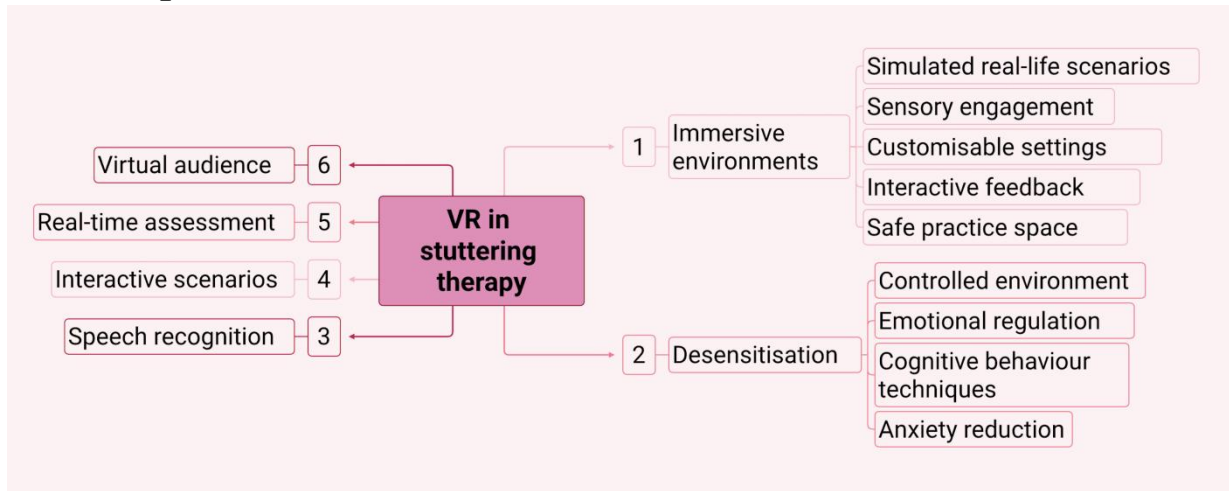 VR in
stuttering
therapy
1
Immersive
environments
Simulated real-life scenarios
Sensory engagement
Customisable settings
Interactive feedback
Safe practice space
2
Desensitisation
Controlled environment
Emotional regulation
Cognitive behaviour
techniques
Anxiety reduction
3
Speech recognition
4
Interactive scenarios
5
Real-time assessment
6
Virtual audience